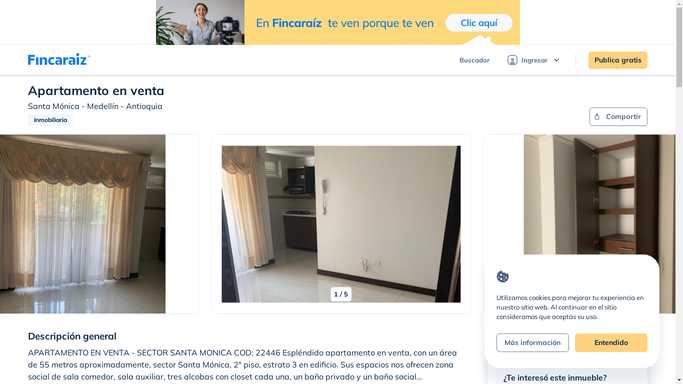 En Fincaraíz te ven porque te ven
Clic aquí
Fincaraiz
Buscador
Ingresar
Publica gratis
Apartamento en venta
Santa Mónica - Medellín - Antioquia
Inmobiliaria
Compartir
1 / 5
Utilizamos cookies para mejorar tu experiencia en
nuestro sitio web. Al continuar en el sitio
consideramos que aceptas su uso.
Más información
Entendido
Descripción general
APARTAMENTO EN VENTA - SECTOR SANTA MONICA COD: 22446 Espléndido apartamento en venta, con un área
de 55 metros aproximadamente, sector Santa Mónica, 2° piso, estrato 3 en edificio. Sus espacios nos ofrecen zona
social de sala comedor, sala auxiliar, tres alcobas con closet cada una, un baño privado y un baño social...
¿Te interesó este inmueble?